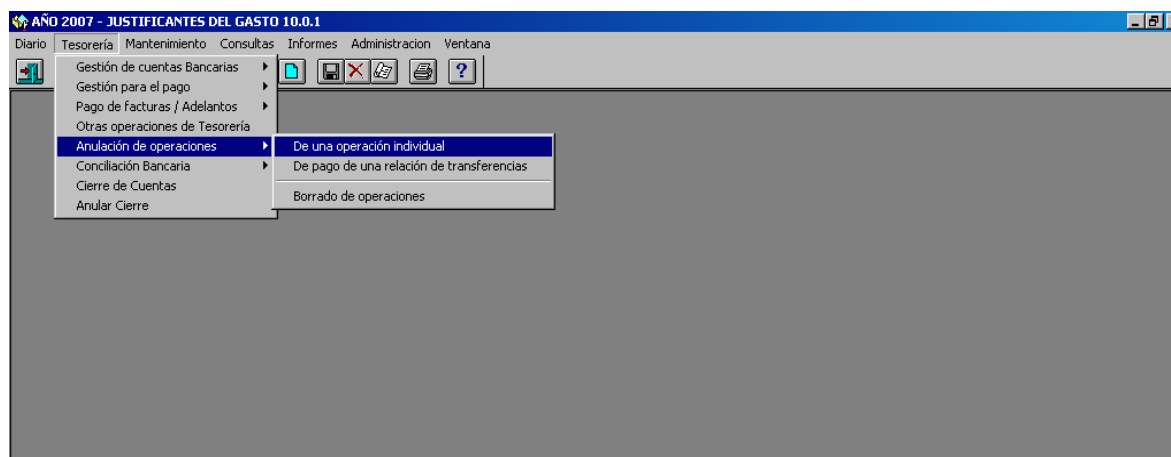 AÑO 2007 - JUSTIFICANTES DEL GASTO 10.0.1
Diario Tesorería Mantenimiento Consultas Informes Administracion Ventana
Gestión de cuentas Bancarias
Gestión para el pago
Pago de facturas / Adelantos
Otras operaciones de Tesorería
Anulación de operaciones
De una operación individual
Conciliación Bancaria
De pago de una relación de transferencias
Cierre de Cuentas
Borrado de operaciones
Anular Cierre